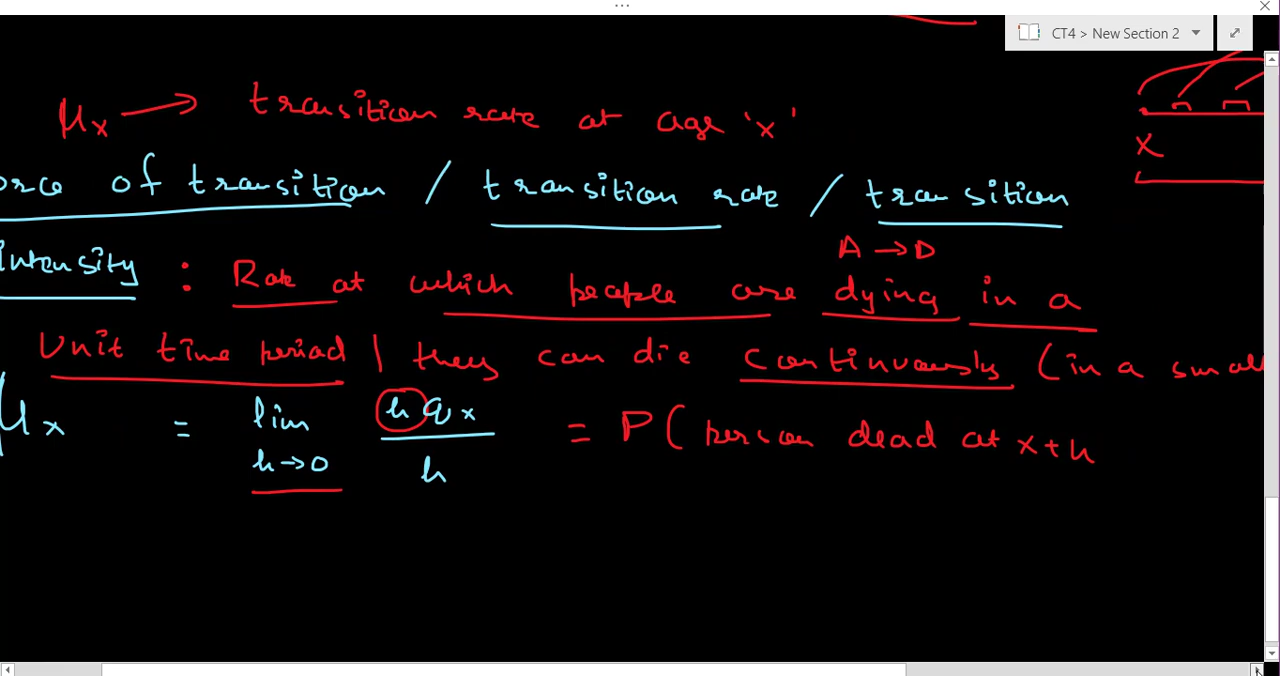 CT4 > New Section 2
μx → transition rate at age 'x'
x
orce of transition / transition rate / transition
A → D
intensity : Rate at which people are dying in a
Unit time period | they can die continuously (in a small
μx = lim h→0 hqx / h = P( person dead at x+h